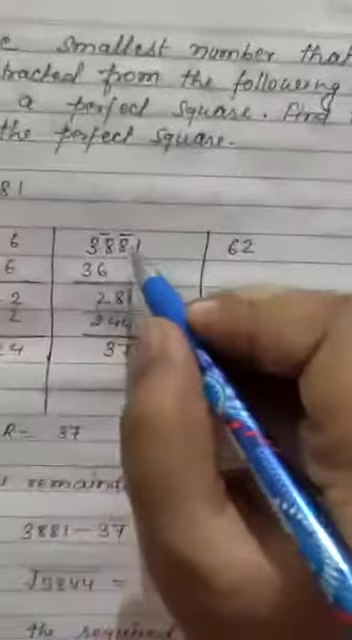 e smallest number that
tracted from the following
a perfect square. And
the perfect square.
81
6 3881 62
6 36
2 281
2 244
24 37
R = 37
remaind
3881 - 37
√3844 =
the required